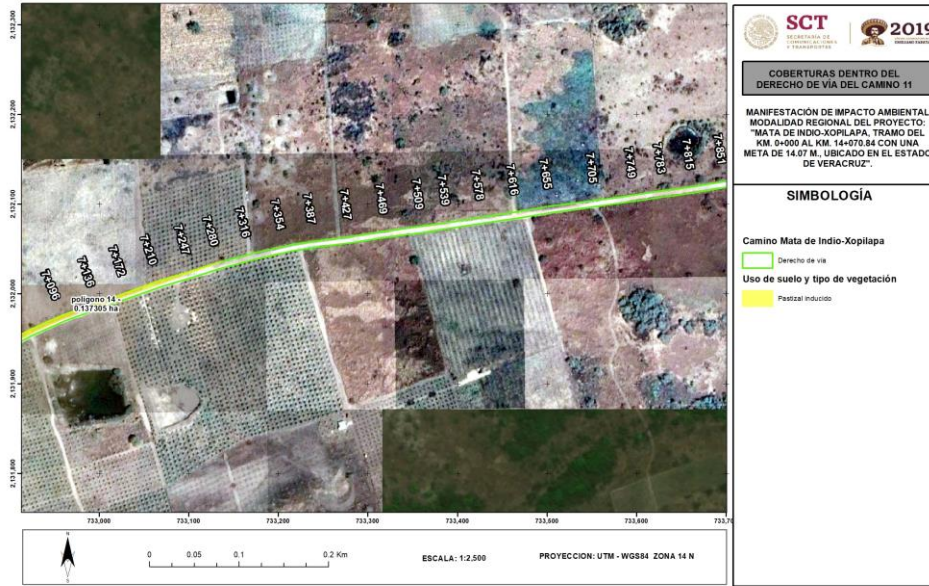 SCT
SECRETARÍA DE
COMUNICACIONES
Y TRANSPORTES
2019
EMILIANO ZAPATA
COBERTURAS DENTRO DEL
DERECHO DE VÍA DEL CAMINO 11
MANIFESTACIÓN DE IMPACTO AMBIENTAL
MODALIDAD REGIONAL DEL PROYECTO:
"MATA DE INDIO-XOPILAPA, TRAMO DEL
KM. 0+000 AL KM. 14+070.84 CON UNA
META DE 14.07 M., UBICADO EN EL ESTADO
DE VERACRUZ".
SIMBOLOGÍA
Camino Mata de Indio-Xopilapa
Derecho de vía
Uso de suelo y tipo de vegetación
Pastizal inducido
2,132,300
2,132,200
2,132,100
2,132,000
2,131,900
2,131,800
7+096
7+136
7+172
7+210
7+247
7+280
7+316
7+354
7+387
7+427
7+469
7+509
7+539
7+578
7+616
7+655
7+705
7+749
7+783
7+815
7+851
polígono 14 -
0.137305 ha
733,000
733,100
733,200
733,300
733,400
733,500
733,600
733,70
N
0 0.05 0.1 0.2 Km
ESCALA: 1:2,500
PROYECCION: UTM - WGS84 ZONA 14 N